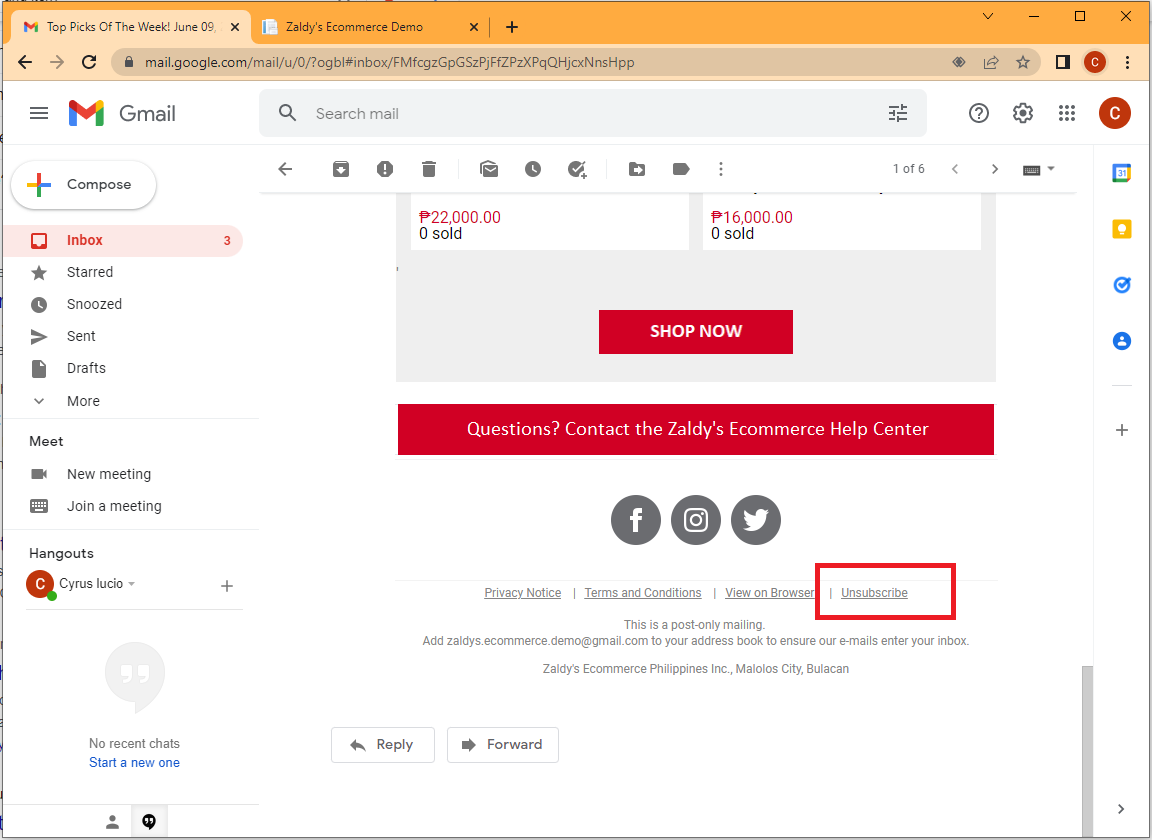 Top Picks Of The Week! June 09,
Zaldy's Ecommerce Demo
mail.google.com/mail/u/0/?ogbl#inbox/FMfcgzGpGSzPjFfZPzXPqQHjcxNnsHpp
C
Gmail
Search mail
C
Compose
1 of 6
31
Inbox 3
Starred
Snoozed
Sent
Drafts
More
Meet
New meeting
Join a meeting
Hangouts
C Cyrus lucio
No recent chats
Start a new one
₱22,000.00
0 sold
₱16,000.00
0 sold
SHOP NOW
Questions? Contact the Zaldy's Ecommerce Help Center
Privacy Notice | Terms and Conditions | View on Browser | Unsubscribe
This is a post-only mailing.
Add zaldys.ecommerce.demo@gmail.com to your address book to ensure our e-mails enter your inbox.
Zaldy's Ecommerce Philippines Inc., Malolos City, Bulacan
Reply
Forward